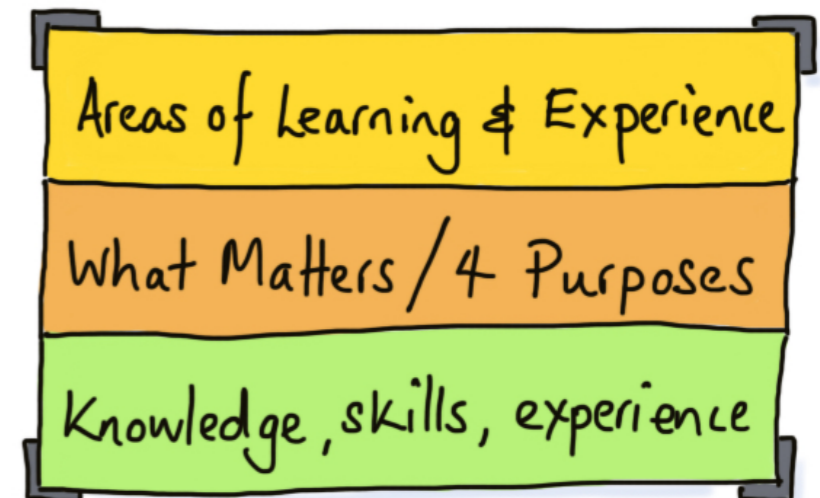 Areas of Learning & Experience
What Matters/4 Purposes
Knowledge, skills, experience